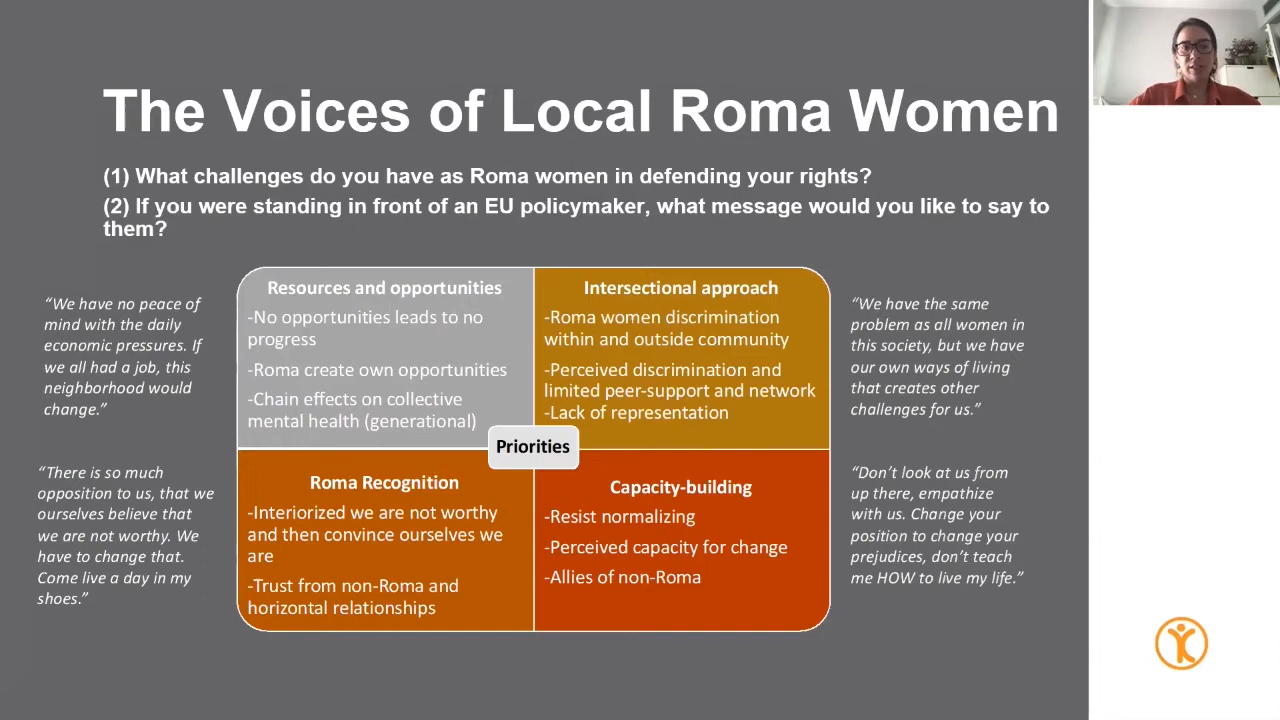 The Voices of Local Roma Women
(1) What challenges do you have as Roma women in defending your rights?
(2) If you were standing in front of an EU policymaker, what message would you like to say to
them?
“We have no peace of
mind with the daily
economic pressures. If
we all had a job, this
neighborhood would
change.”
“There is so much
opposition to us, that we
ourselves believe that
we are not worthy. We
have to change that.
Come live a day in my
shoes.”
Resources and opportunities
-No opportunities leads to no
progress
-Roma create own opportunities
-Chain effects on collective
mental health (generational)
Intersectional approach
-Roma women discrimination
within and outside community
-Perceived discrimination and
limited peer-support and network
-Lack of representation
Priorities
Roma Recognition
-Interiorized we are not worthy
and then convince ourselves we
are
-Trust from non-Roma and
horizontal relationships
Capacity-building
-Resist normalizing
-Perceived capacity for change
-Allies of non-Roma
“We have the same
problem as all women in
this society, but we have
our own ways of living
that creates other
challenges for us.”
“Don’t look at us from
up there, empathize
with us. Change your
position to change your
prejudices, don’t teach
me HOW to live my life.”